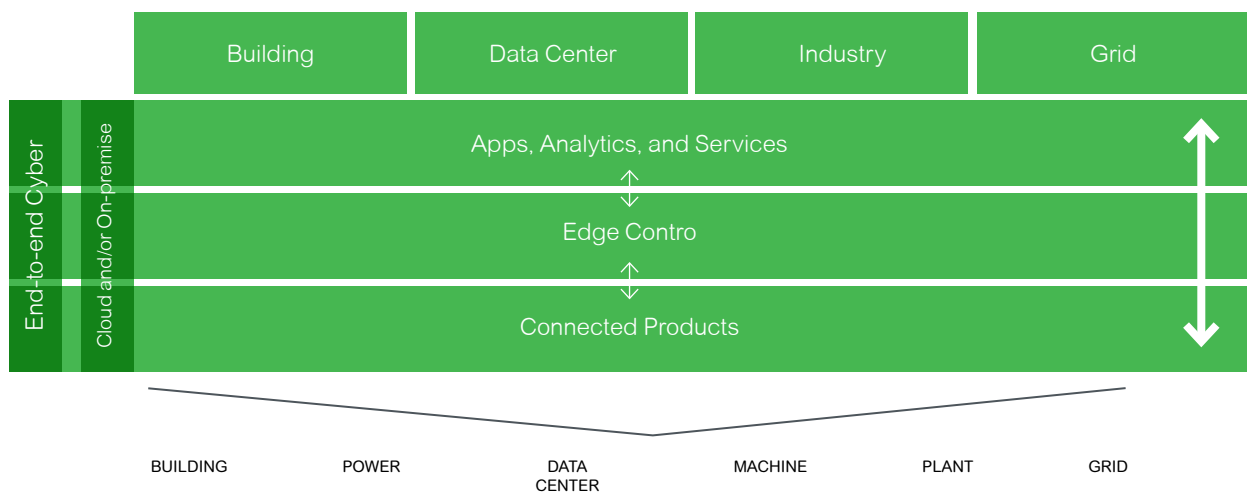 Building
Data Center
Industry
Grid
End-to-end Cyber
Cloud and/or On-premise
Apps, Analytics, and Services
Edge Contro
Connected Products
BUILDING
POWER
DATA
CENTER
MACHINE
PLANT
GRID